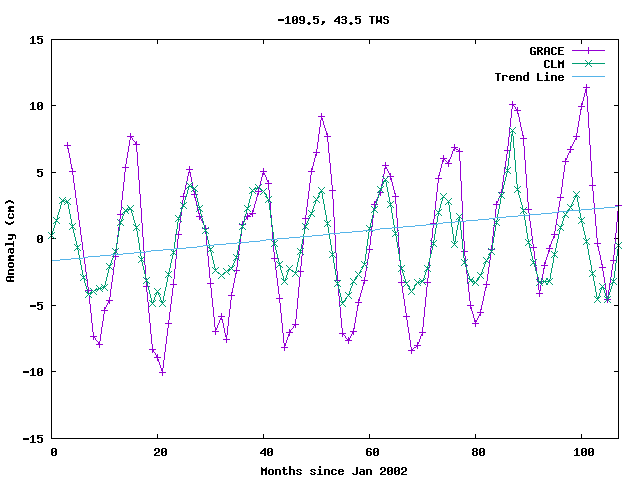 -109.5, 43.5 TWS
GRACE
CLM
Trend Line
15
10
5
0
-5
-10
-15
Anomaly (cm)
0 20 40 60 80 100
Months since Jan 2002